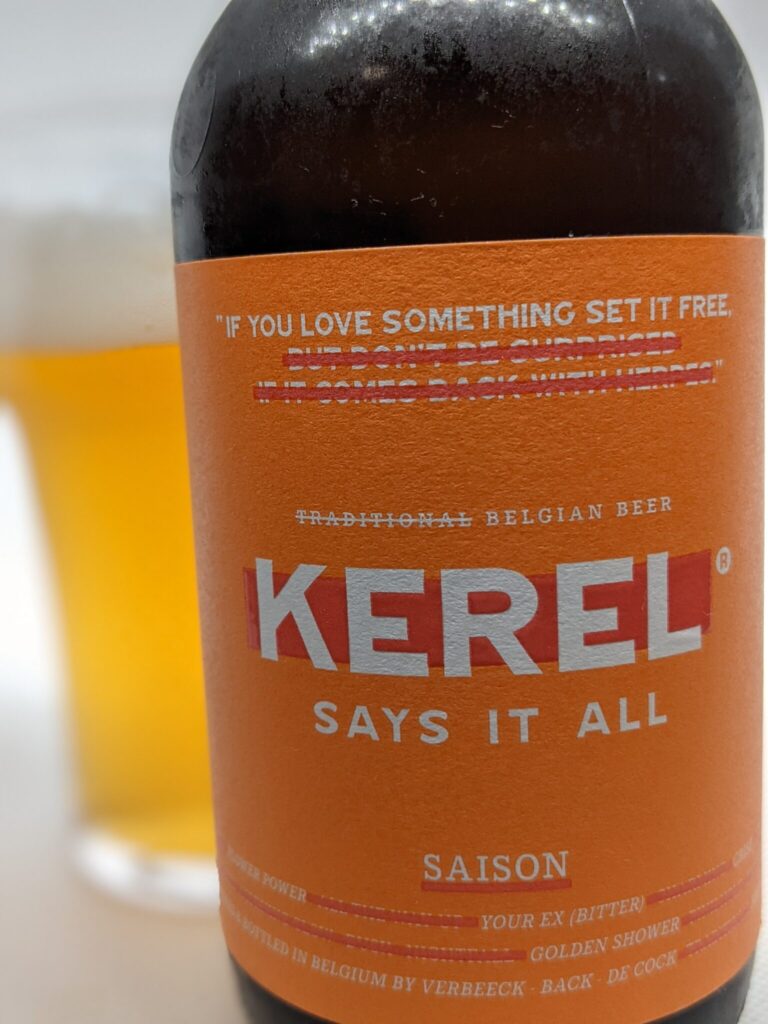 "IF YOU LOVE SOMETHING SET IT FREE,
BUT DON'T BE SURPRISED
IF IT COMES BACK WITH HERPES!"
TRADITIONAL BELGIAN BEER
KEREL®
SAYS IT ALL
SAISON
FLOWER POWER YOUR EX (BITTER)
GOLDEN SHOWER
& BOTTLED IN BELGIUM BY VERBEECK - BACK - DE COCK